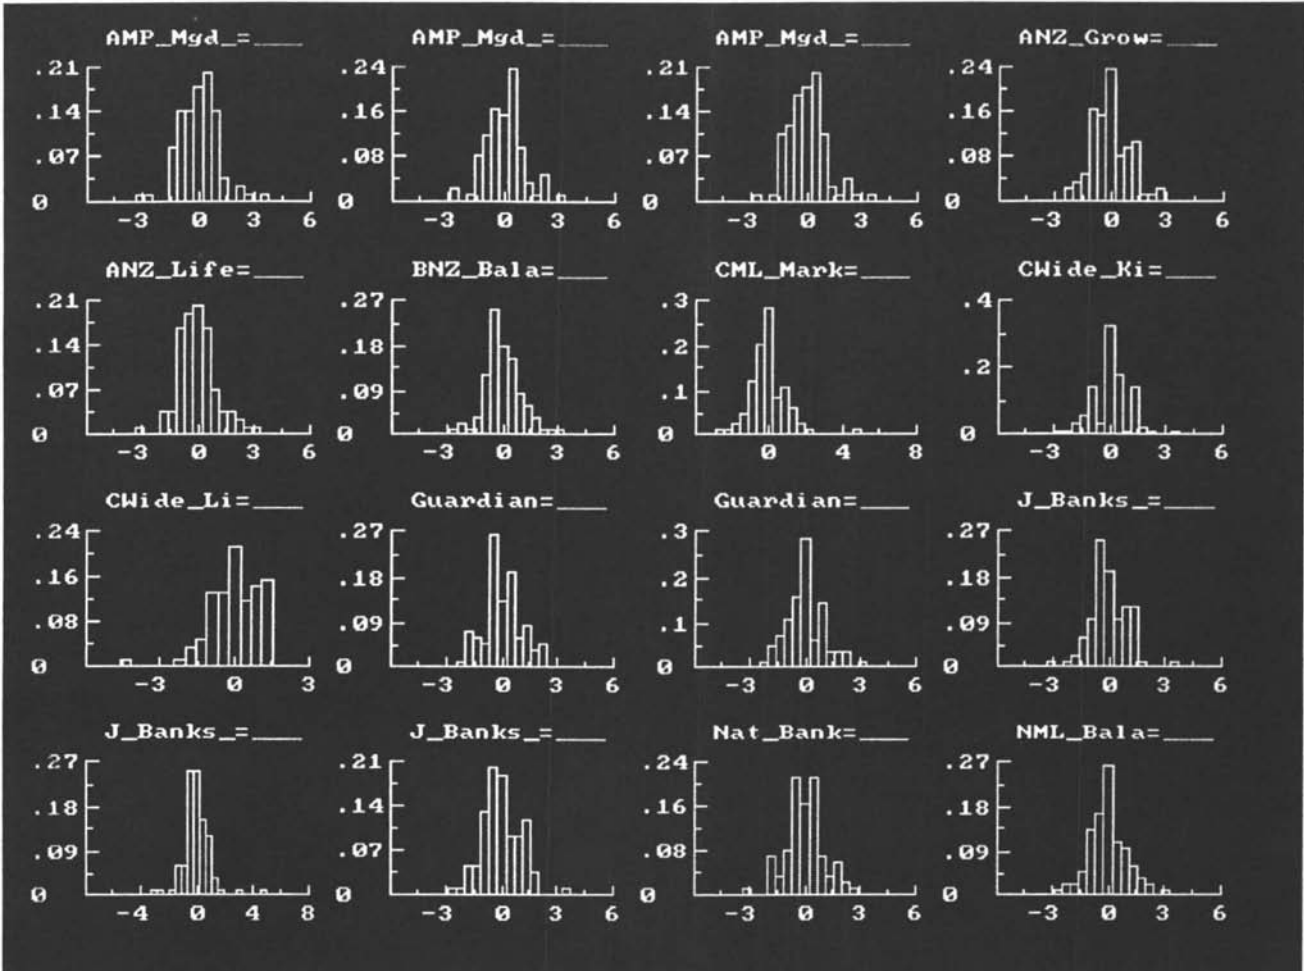 AMP_Mgd_=____ AMP_Mgd_=____ AMP_Mgd_=____ ANZ_Grow=____
.21 .24 .21 .24
.14 .16 .14 .16
.07 .08 .07 .08
0 0 0 0
-3 0 3 6 -3 0 3 6 -3 0 3 6 -3 0 3 6
ANZ_Life=____ BNZ_Bala=____ CML_Mark=____ CWide_Ki=____
.21 .27 .3 .4
.14 .18 .2 .2
.07 .09 .1
0 0 0 0
-3 0 3 6 -3 0 3 6 0 4 8 -3 0 3 6
CWide_Li=____ Guardian=____ Guardian=____ J_Banks_=____
.24 .27 .3 .27
.16 .18 .2 .18
.08 .09 .1 .09
0 0 0 0
-3 0 3 -3 0 3 6 -3 0 3 6 -3 0 3 6
J_Banks_=____ J_Banks_=____ Nat_Bank=____ NML_Bala=____
.27 .21 .24 .27
.18 .14 .16 .18
.09 .07 .08 .09
0 0 0 0
-4 0 4 8 -3 0 3 6 -3 0 3 6 -3 0 3 6